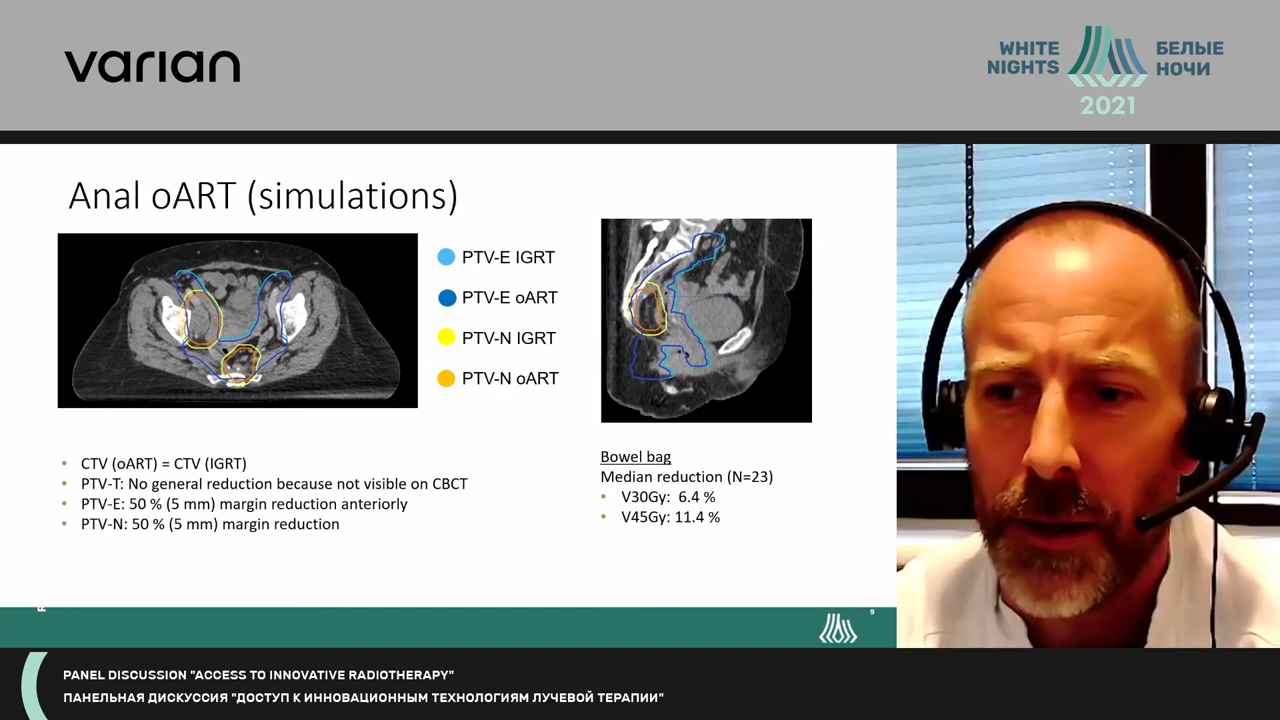 varian
WHITE
NIGHTS
БЕЛЫЕ
НОЧИ
2021
Anal oART (simulations)
PTV-E IGRT
PTV-E oART
PTV-N IGRT
PTV-N oART
• CTV (oART) = CTV (IGRT)
• PTV-T: No general reduction because not visible on CBCT
• PTV-E: 50 % (5 mm) margin reduction anteriorly
• PTV-N: 50 % (5 mm) margin reduction
Bowel bag
Median reduction (N=23)
• V30Gy: 6.4 %
• V45Gy: 11.4 %
9
PANEL DISCUSSION "ACCESS TO INNOVATIVE RADIOTHERAPY"
ПАНЕЛЬНАЯ ДИСКУССИЯ "ДОСТУП К ИННОВАЦИОННЫМ ТЕХНОЛОГИЯМ ЛУЧЕВОЙ ТЕРАПИИ"